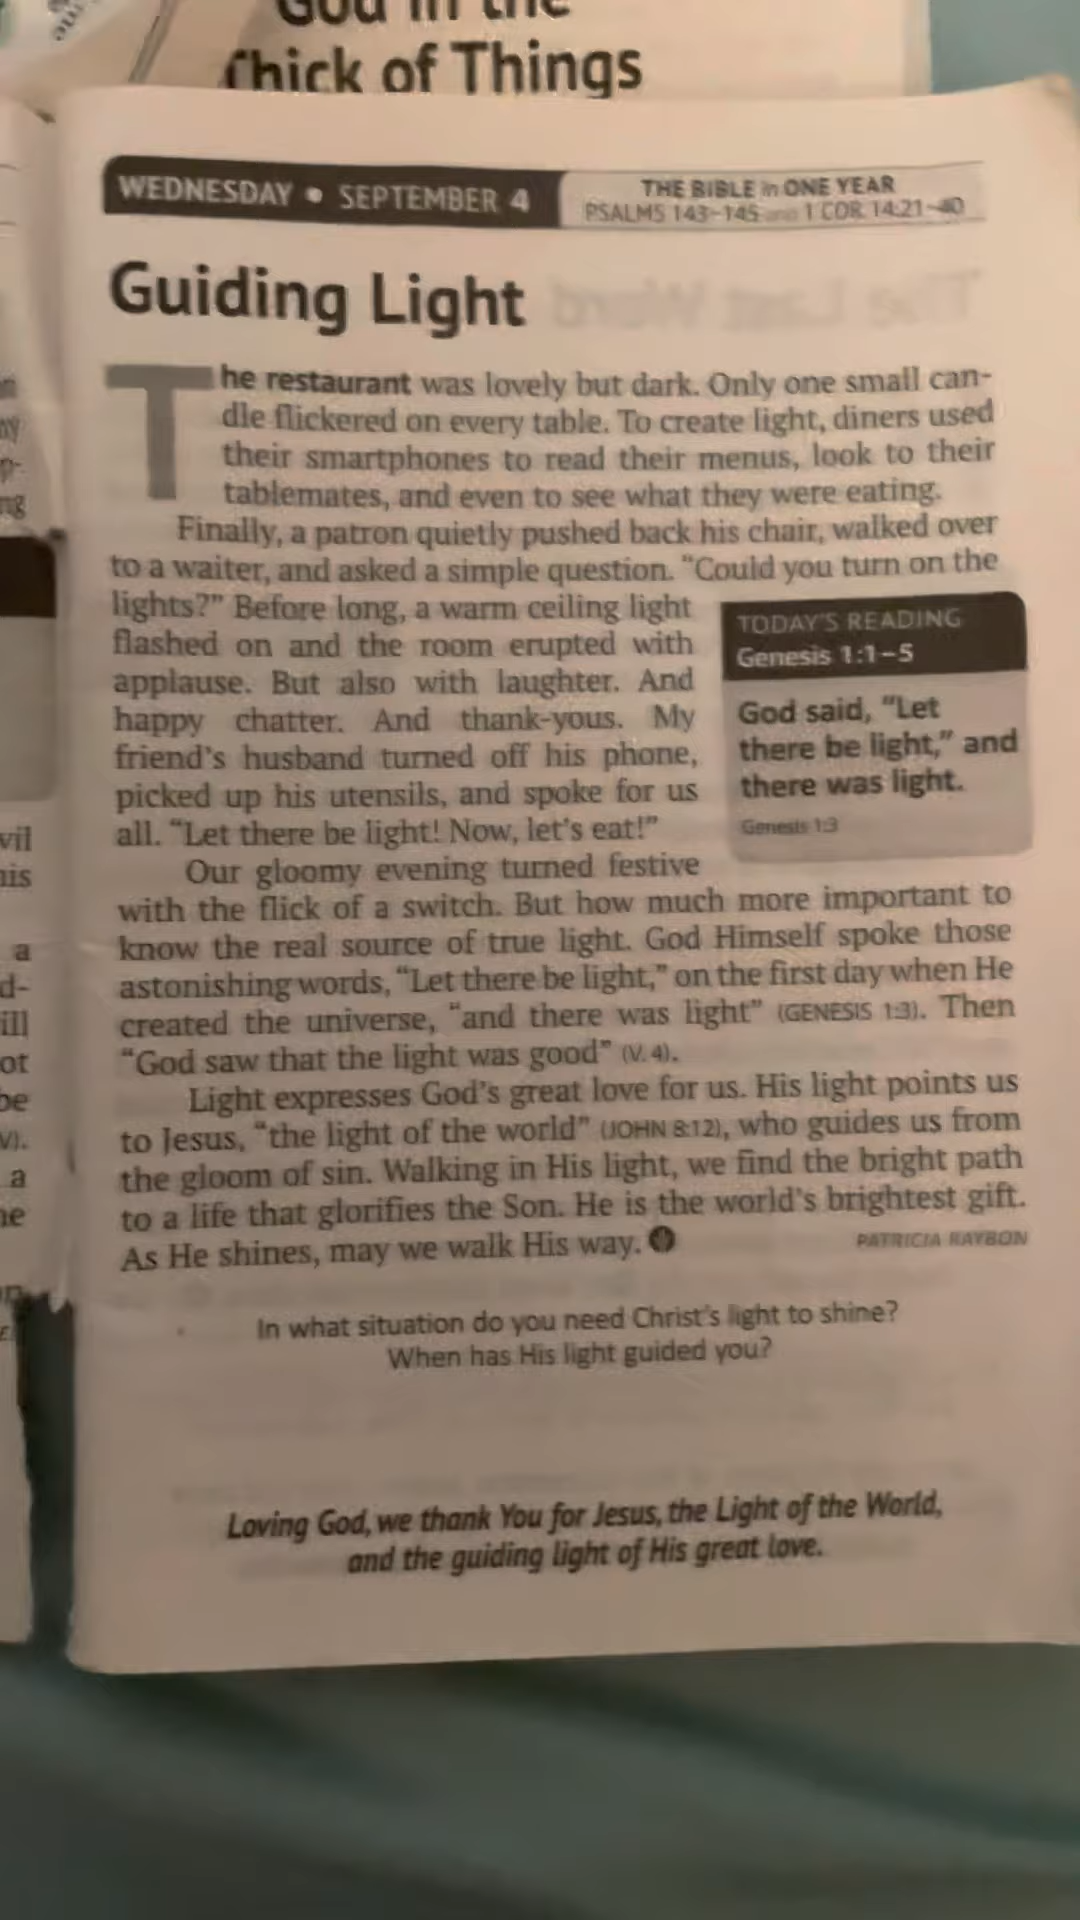 God in the
Thick of Things
WEDNESDAY • SEPTEMBER 4
THE BIBLE in ONE YEAR
PSALMS 143–145 and 1 COR. 14:21–40
Guiding Light
The restaurant was lovely but dark. Only one small can-
dle flickered on every table. To create light, diners used
their smartphones to read their menus, look to their
tablemates, and even to see what they were eating.
Finally, a patron quietly pushed back his chair, walked over
to a waiter, and asked a simple question. “Could you turn on the
lights?” Before long, a warm ceiling light
flashed on and the room erupted with
applause. But also with laughter. And
happy chatter. And thank-yous. My
friend’s husband turned off his phone,
picked up his utensils, and spoke for us
all. “Let there be light! Now, let’s eat!”
TODAY’S READING
Genesis 1:1–5
God said, “Let
there be light,” and
there was light.
Genesis 1:3
Our gloomy evening turned festive
with the flick of a switch. But how much more important to
know the real source of true light. God Himself spoke those
astonishing words, “Let there be light,” on the first day when He
created the universe, “and there was light” (GENESIS 1:3). Then
“God saw that the light was good” (V. 4).
Light expresses God’s great love for us. His light points us
to Jesus, “the light of the world” (JOHN 8:12), who guides us from
the gloom of sin. Walking in His light, we find the bright path
to a life that glorifies the Son. He is the world’s brightest gift.
As He shines, may we walk His way.
PATRICIA RAYBON
In what situation do you need Christ’s light to shine?
When has His light guided you?
Loving God, we thank You for Jesus, the Light of the World,
and the guiding light of His great love.